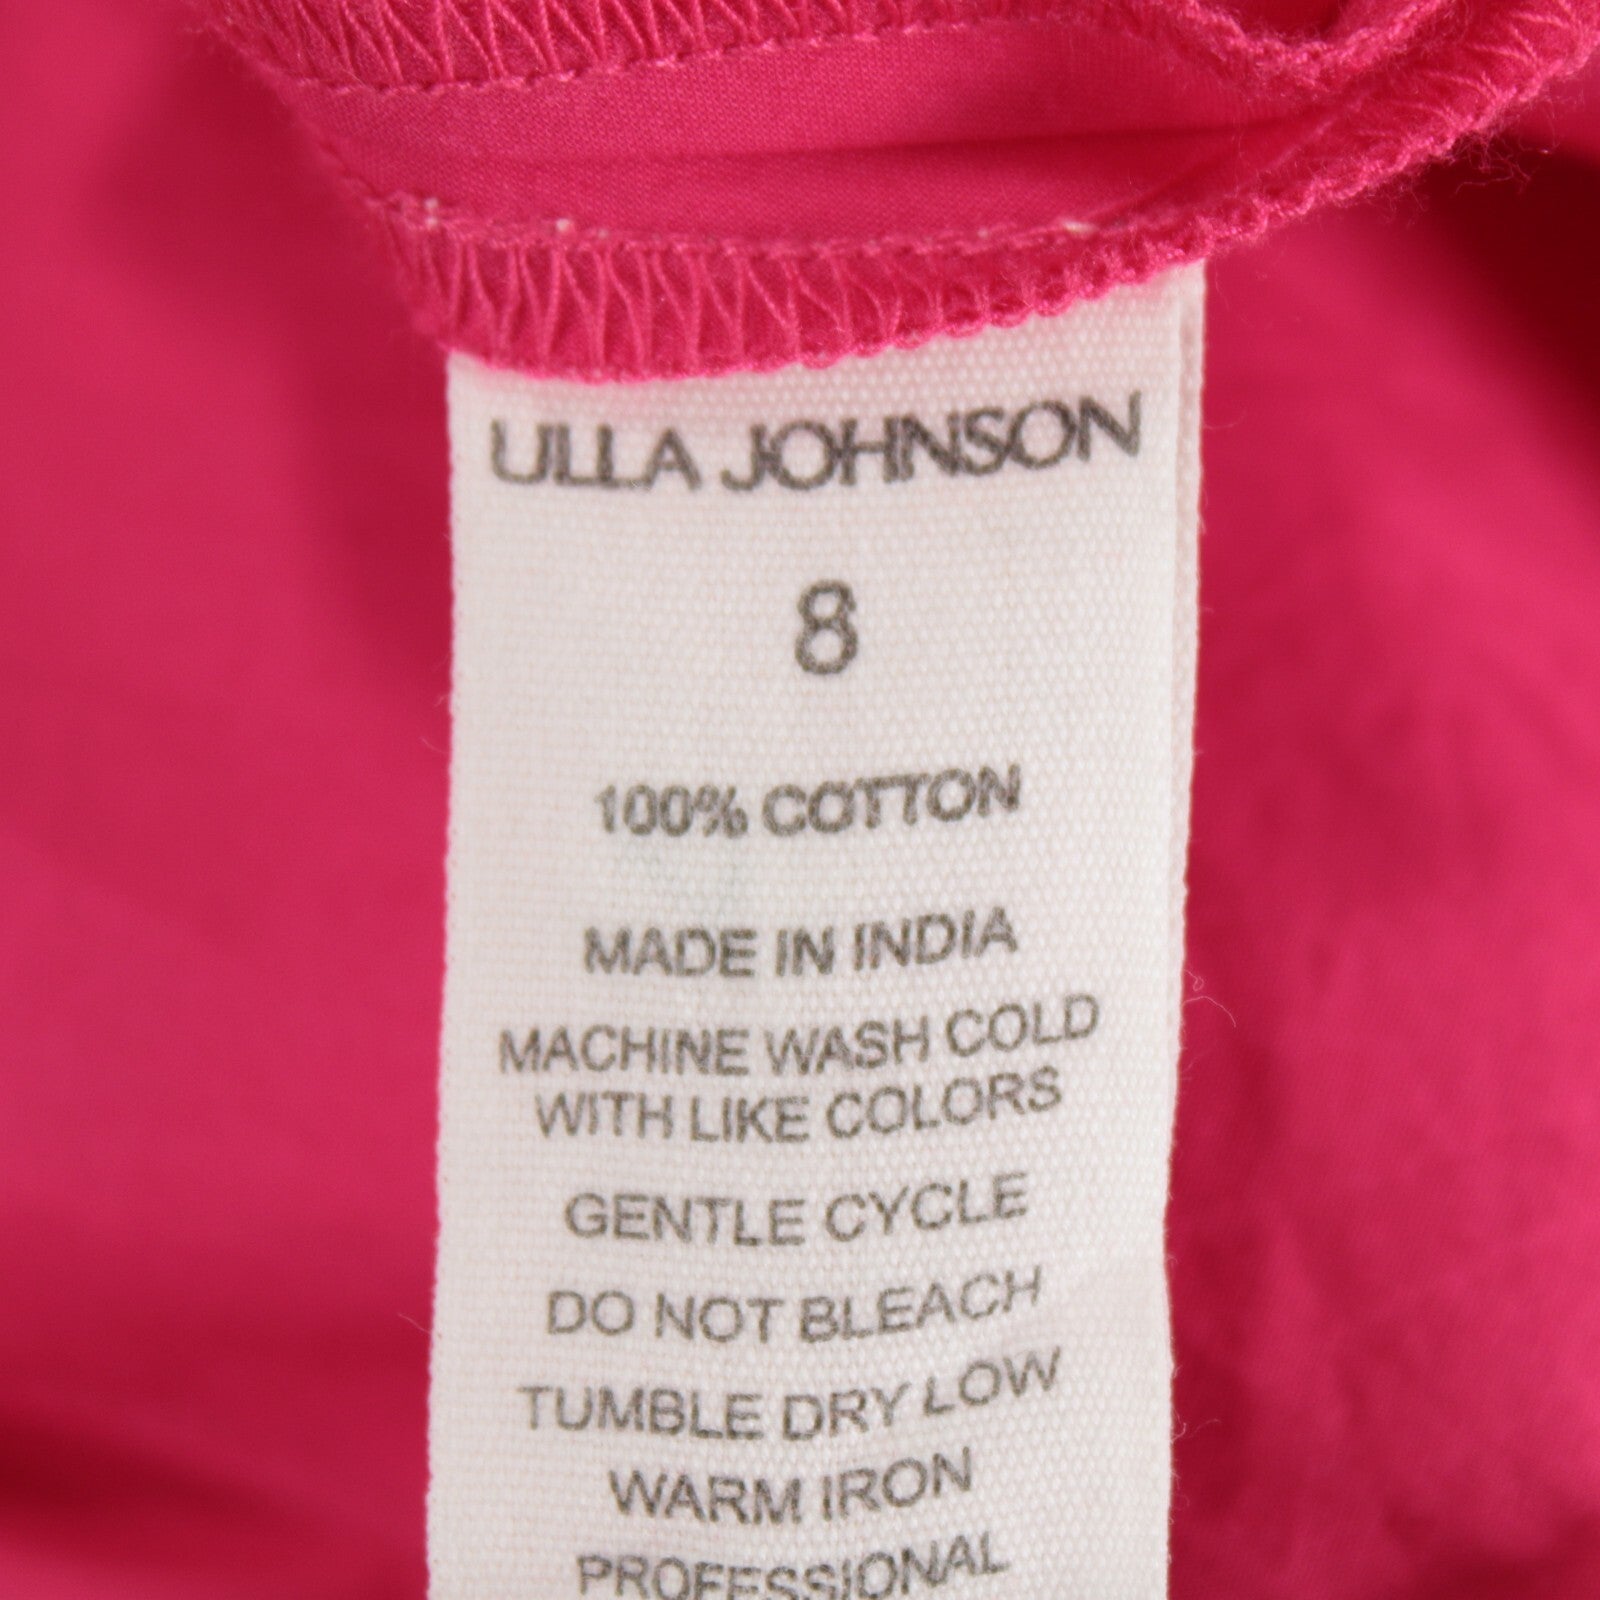 ULLA JOHNSON
8
100% COTTON
MADE IN INDIA
MACHINE WASH COLD
WITH LIKE COLORS
GENTLE CYCLE
DO NOT BLEACH
TUMBLE DRY LOW
WARM IRON
PROFESSIONAL